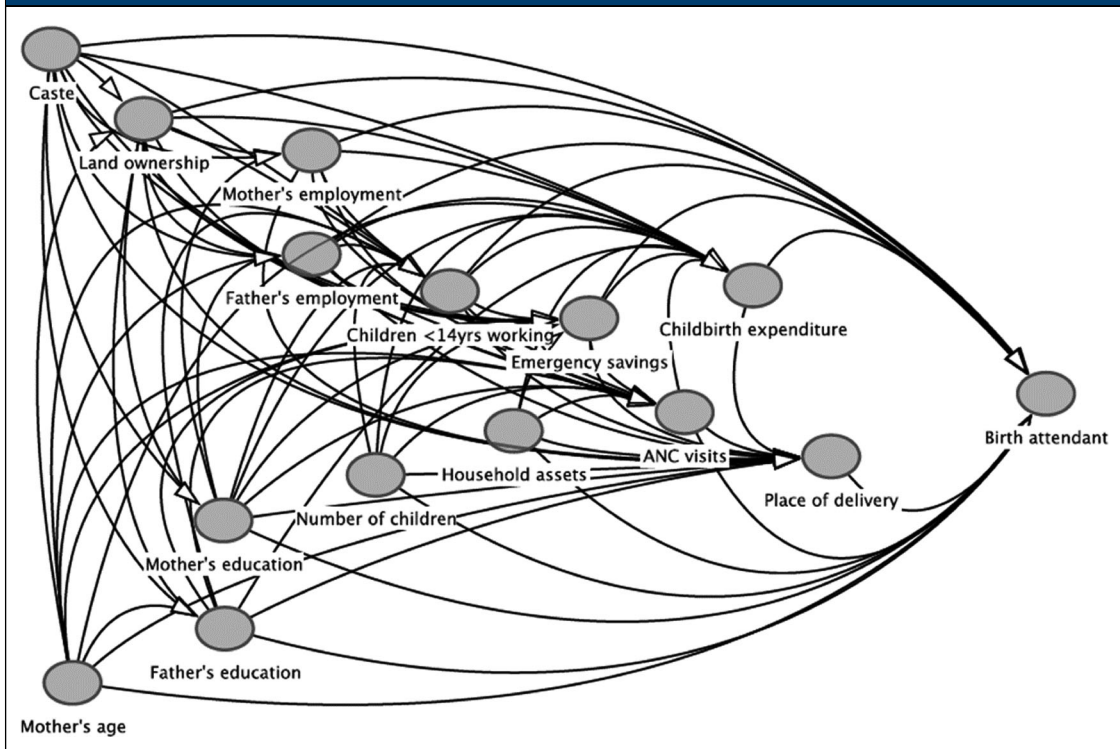 Caste
Land ownership
Mother's employment
Father's employment
Children <14yrs working
Childbirth expenditure
Emergency savings
Birth attendant
ANC visits
Household assets
Place of delivery
Number of children
Mother's education
Father's education
Mother's age